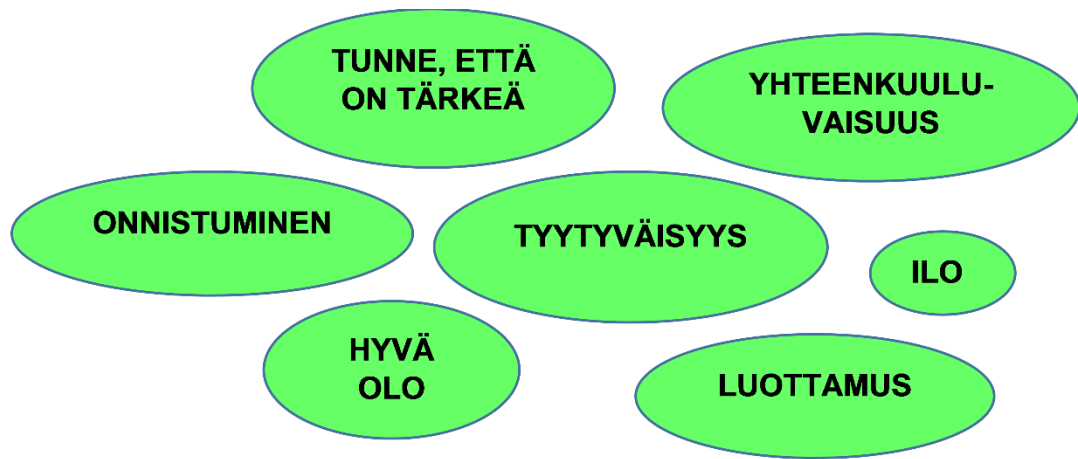 TUNNE, ETTÄ
ON TÄRKEÄ
YHTEENKUULU-
VAISUUS
ONNISTUMINEN
TYYTYVÄISYYS
ILO
HYVÄ
OLO
LUOTTAMUS